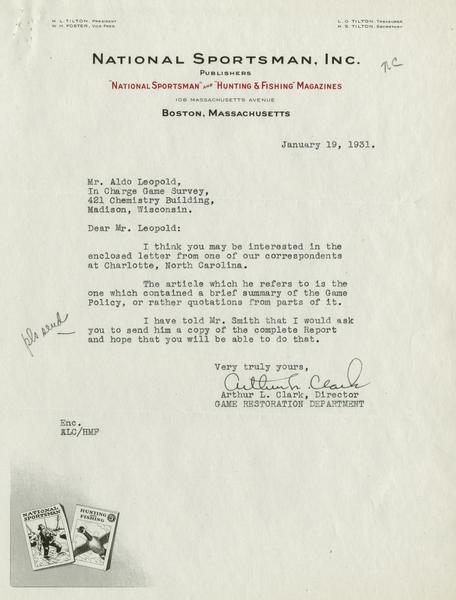 H. L. TILTON, PRESIDENT
W. H. FOSTER, VICE-PRES.
L. O. TILTON, TREASURER
H. S. TILTON, SECRETARY
NATIONAL SPORTSMAN, INC.
PUBLISHERS
"NATIONAL SPORTSMAN" AND "HUNTING & FISHING" MAGAZINES
108 MASSACHUSETTS AVENUE
BOSTON, MASSACHUSETTS
NC
January 19, 1931.
Mr. Aldo Leopold,
In Charge Game Survey,
421 Chemistry Building,
Madison, Wisconsin.
Dear Mr. Leopold:
I think you may be interested in the
enclosed letter from one of our correspondents
at Charlotte, North Carolina.
The article which he refers to is the
one which contained a brief summary of the Game
Policy, or rather quotations from parts of it.
I have told Mr. Smith that I would ask
you to send him a copy of the complete Report
and hope that you will be able to do that.
pls send
Very truly yours,
Arthur L. Clark
Arthur L. Clark, Director
GAME RESTORATION DEPARTMENT
Enc.
ALC/HMF
NATIONAL
SPORTSMAN
HUNTING
&
FISHING